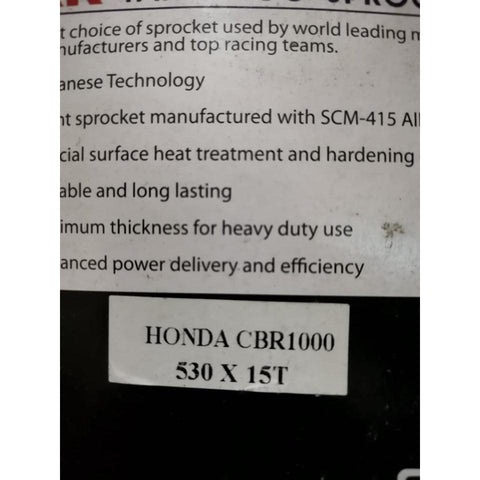 t choice of sprocket used by world leading m
nufacturers and top racing teams.
anese Technology
nt sprocket manufactured with SCM-415 All
cial surface heat treatment and hardening
able and long lasting
imum thickness for heavy duty use
anced power delivery and efficiency
HONDA CBR1000
530 X 15T